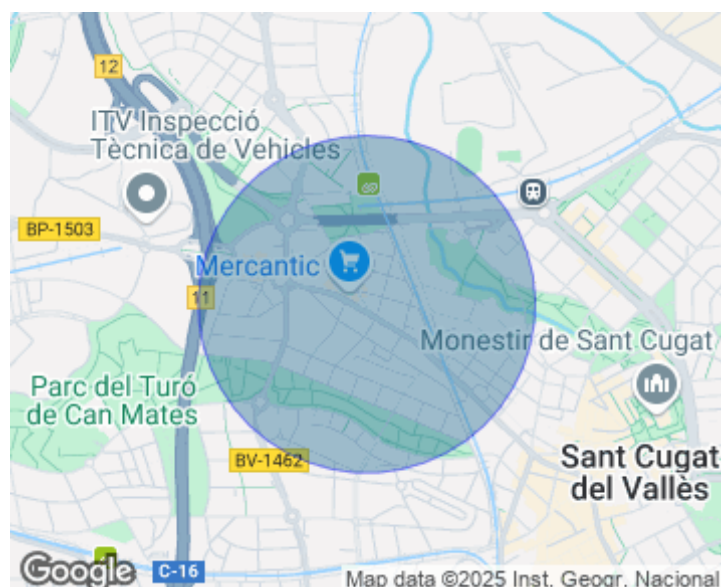 12
ITV Inspecció
Tècnica de Vehicles
BP-1503
Mercantic
11
Monestir de Sant Cugat
Parc del Turó
de Can Mates
BV-1462
Sant Cugat
del Vallès
Google
C-16
Map data ©2025 Inst. Geogr. Nacional